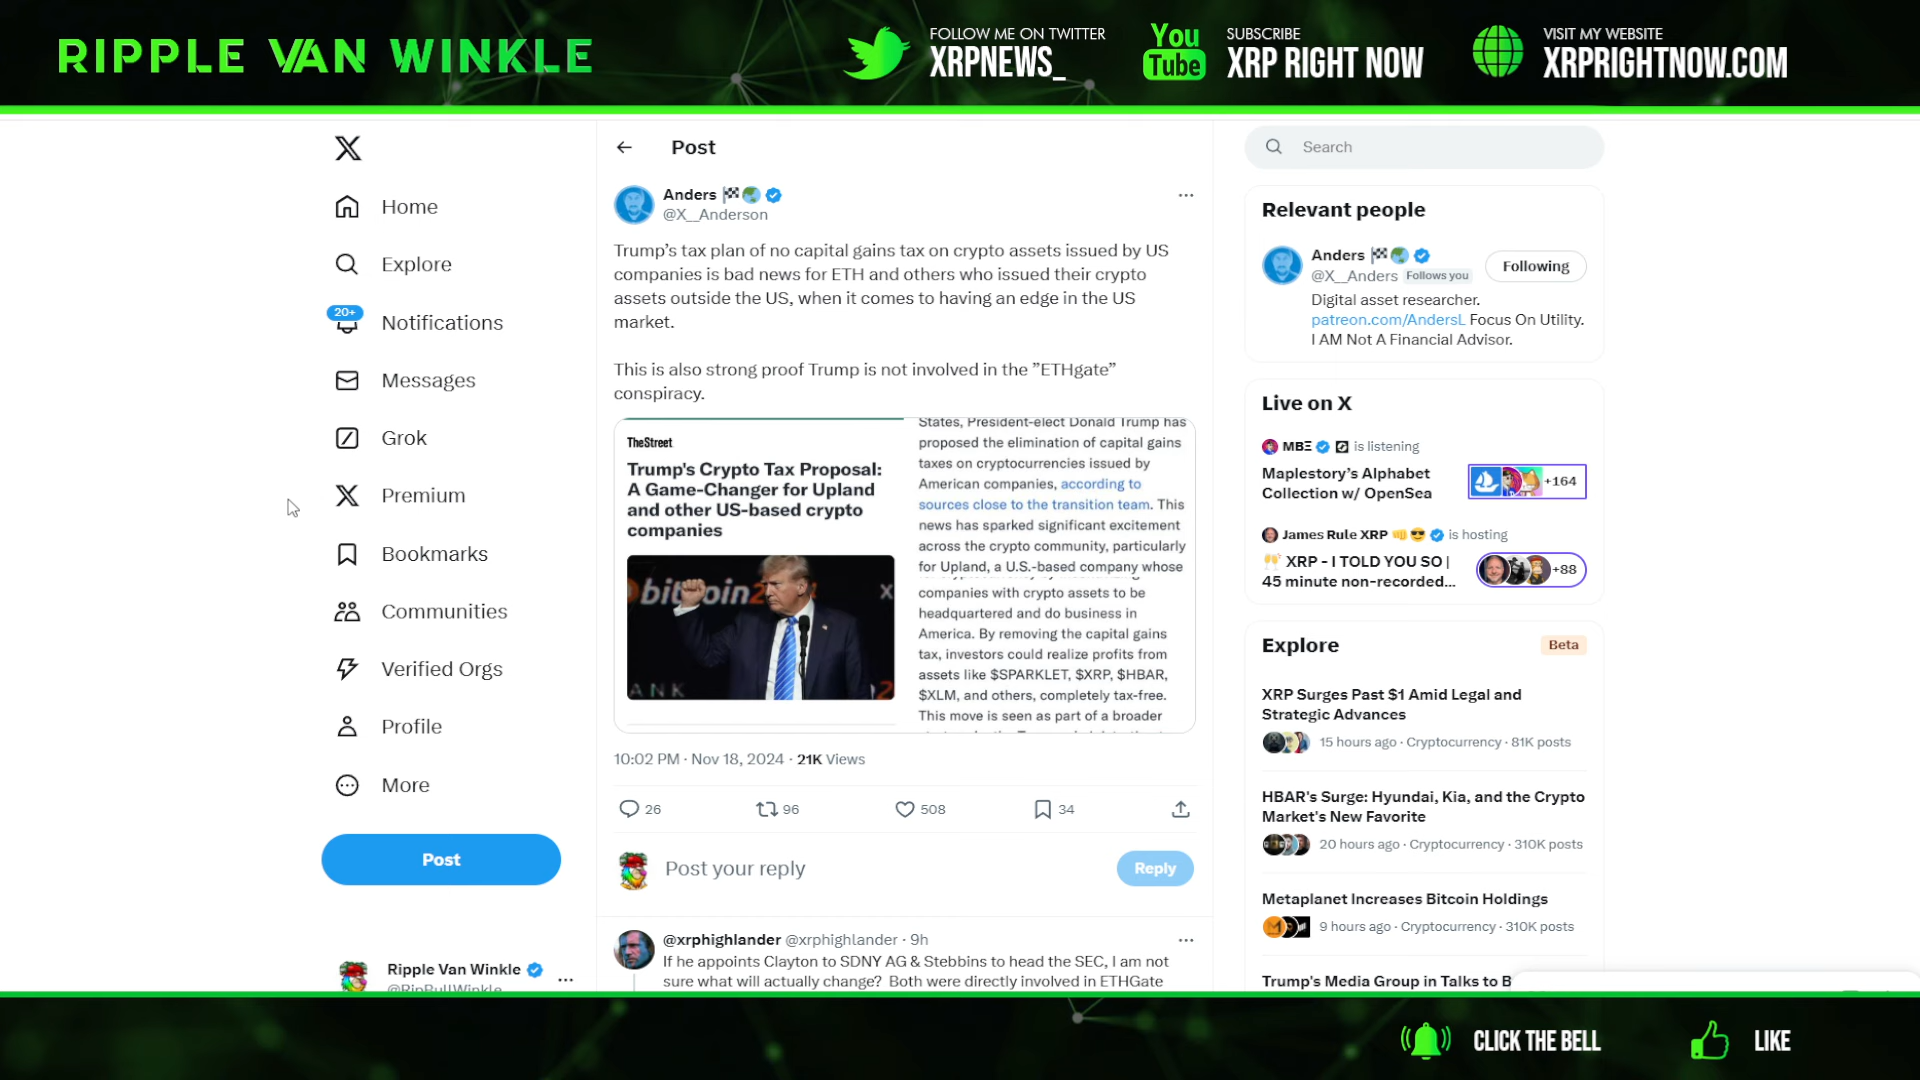 RIPPLE VAN WINKLE
FOLLOW ME ON TWITTER
XRPNEWS_
You
Tube
SUBSCRIBE
XRP RIGHT NOW
VISIT MY WEBSITE
XRPRIGHTNOW.COM
Home
Explore
20+
Notifications
Messages
Grok
Premium
Bookmarks
Communities
Verified Orgs
Profile
More
Post
Ripple Van Winkle
@RipBullWinkle
Post
Anders
@X__Anderson
Trump’s tax plan of no capital gains tax on crypto assets issued by US
companies is bad news for ETH and others who issued their crypto
assets outside the US, when it comes to having an edge in the US
market.
This is also strong proof Trump is not involved in the ”ETHgate”
conspiracy.
TheStreet
Trump's Crypto Tax Proposal:
A Game-Changer for Upland
and other US-based crypto
companies
bitcoin2
ANK
States, President-elect Donald Trump has
proposed the elimination of capital gains
taxes on cryptocurrencies issued by
American companies, according to
sources close to the transition team. This
news has sparked significant excitement
across the crypto community, particularly
for Upland, a U.S.-based company whose
companies with crypto assets to be
headquartered and do business in
America. By removing the capital gains
tax, investors could realize profits from
assets like $SPARKLET, $XRP, $HBAR,
$XLM, and others, completely tax-free.
This move is seen as part of a broader
10:02 PM · Nov 18, 2024 · 21K Views
26
96
508
34
Post your reply
Reply
@xrphighlander @xrphighlander · 9h
If he appoints Clayton to SDNY AG & Stebbins to head the SEC, I am not
sure what will actually change? Both were directly involved in ETHGate
Search
Relevant people
Anders
@X__Anders Follows you
Following
Digital asset researcher.
patreon.com/AndersL Focus On Utility.
I AM Not A Financial Advisor.
Live on X
MBΞ is listening
Maplestory’s Alphabet
Collection w/ OpenSea
+164
James Rule XRP is hosting
XRP - I TOLD YOU SO |
45 minute non-recorded...
+88
Explore
Beta
XRP Surges Past $1 Amid Legal and
Strategic Advances
15 hours ago · Cryptocurrency · 81K posts
HBAR's Surge: Hyundai, Kia, and the Crypto
Market's New Favorite
20 hours ago · Cryptocurrency · 310K posts
Metaplanet Increases Bitcoin Holdings
9 hours ago · Cryptocurrency · 310K posts
Trump's Media Group in Talks to B
CLICK THE BELL
LIKE